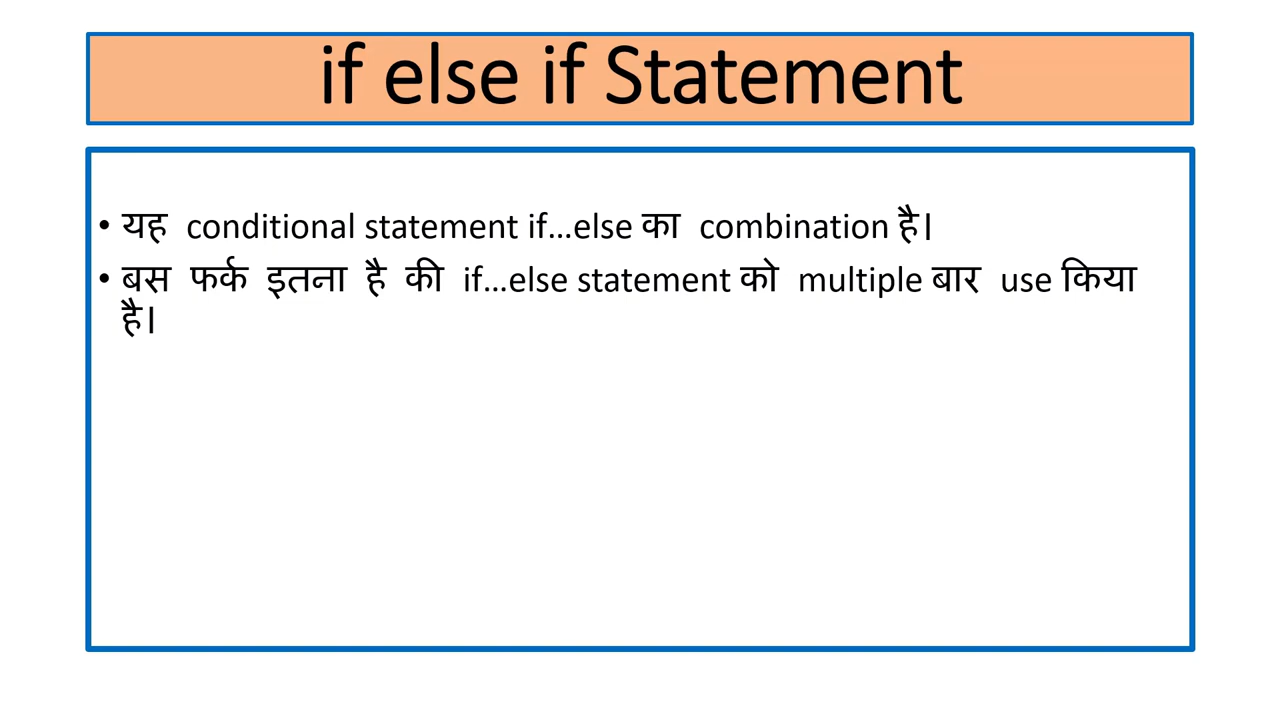 if else if Statement
• यह conditional statement if...else का combination है।
• बस फर्क इतना है की if...else statement को multiple बार use किया
है।